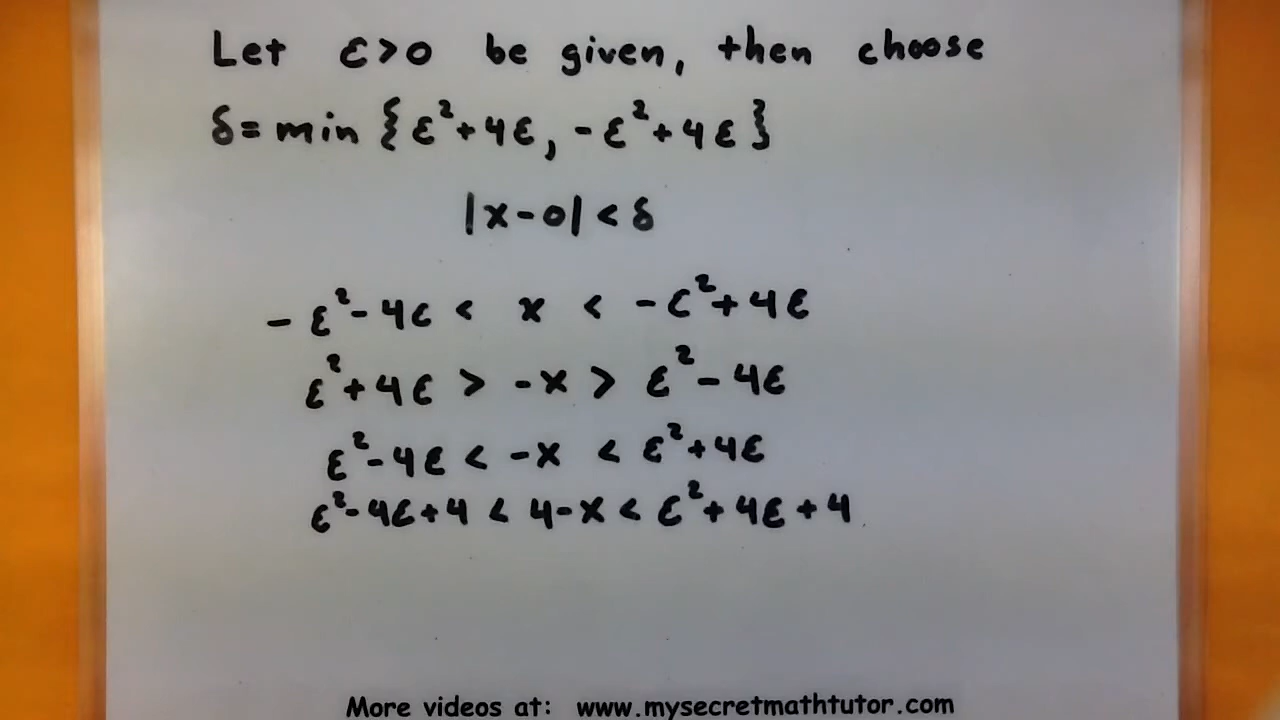 Let ε>0 be given, then choose
δ = min {ε²+4ε, -ε²+4ε}
|x-0| < δ
-ε²-4ε < x < -ε²+4ε
ε²+4ε > -x > ε²-4ε
ε²-4ε < -x < ε²+4ε
ε²-4ε+4 < 4-x < ε²+4ε+4
More videos at: www.mysecretmathtutor.com